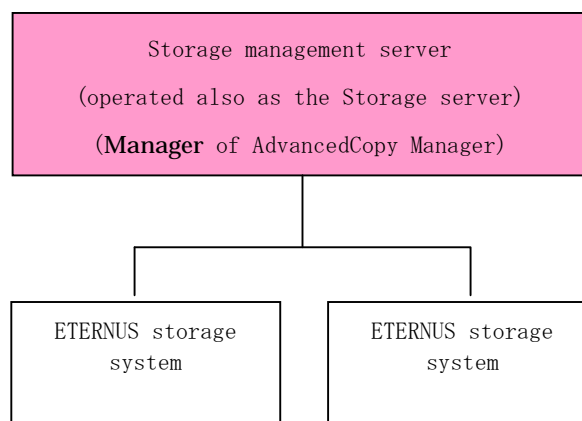 Storage management server
(operated also as the Storage server)
(Manager of AdvancedCopy Manager)
ETERNUS storage
system
ETERNUS storage
system